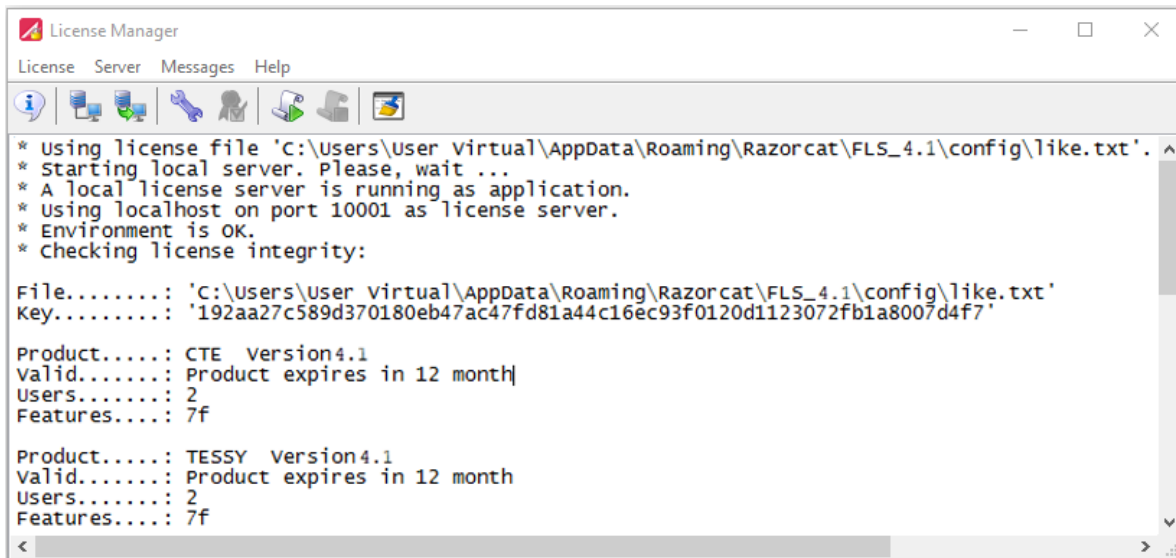 License Manager
License Server Messages Help
* Using license file 'C:\Users\User Virtual\AppData\Roaming\Razorcat\FLS_4.1\config\like.txt'.
* Starting local server. Please, wait ...
* A local license server is running as application.
* Using localhost on port 10001 as license server.
* Environment is OK.
* Checking license integrity:
File........: 'C:\Users\User Virtual\AppData\Roaming\Razorcat\FLS_4.1\config\like.txt'
Key.........: '192aa27c589d370180eb47ac47fd81a44c16ec93f0120d1123072fb1a8007d4f7'
Product.....: CTE Version4.1
Valid.......: Product expires in 12 month
Users.......: 2
Features....: 7f
Product.....: TESSY Version4.1
Valid.......: Product expires in 12 month
Users.......: 2
Features....: 7f